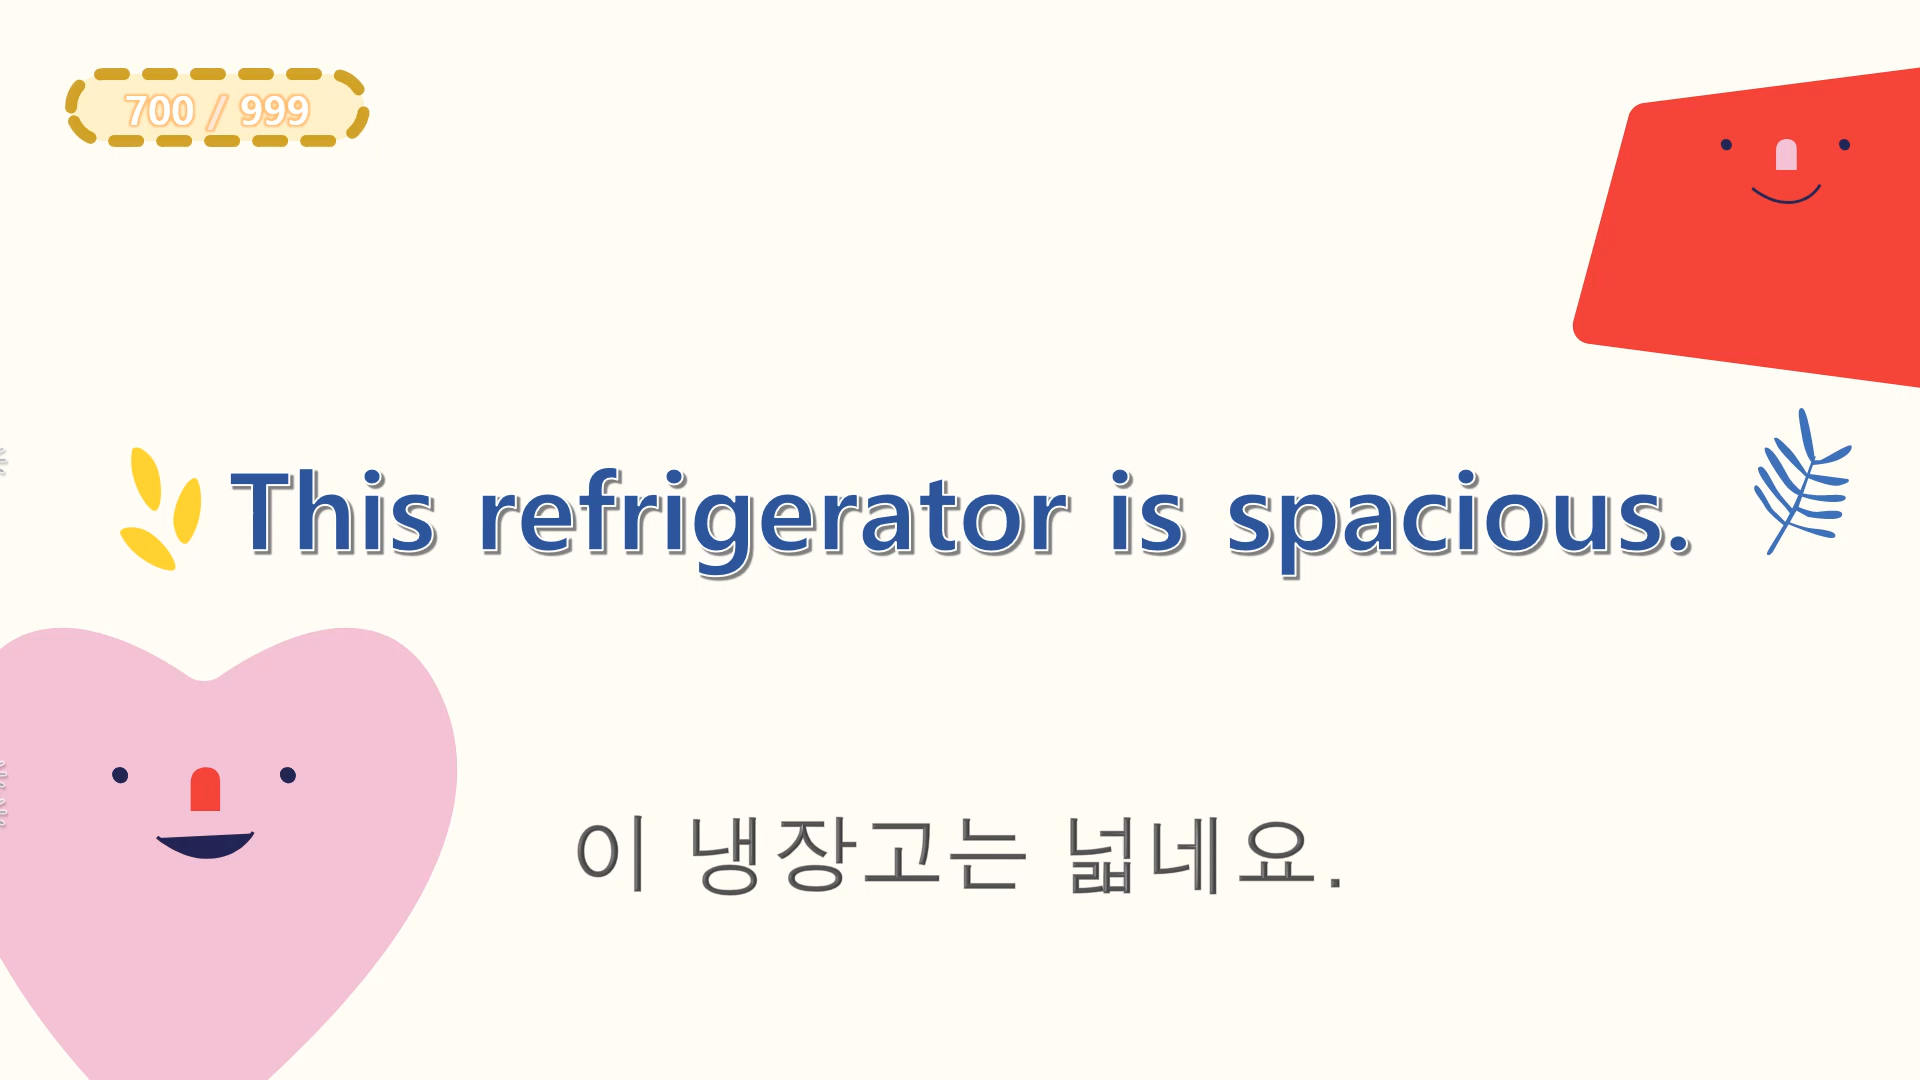 700 / 999
This refrigerator is spacious.
이 냉장고는 넓네요.